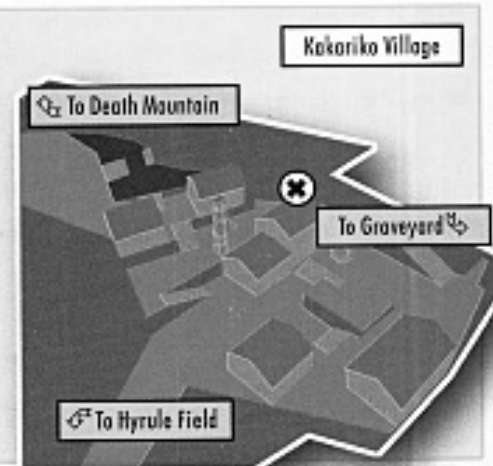 Kakariko Village
To Death Mountain
To Graveyard
To Hyrule Field